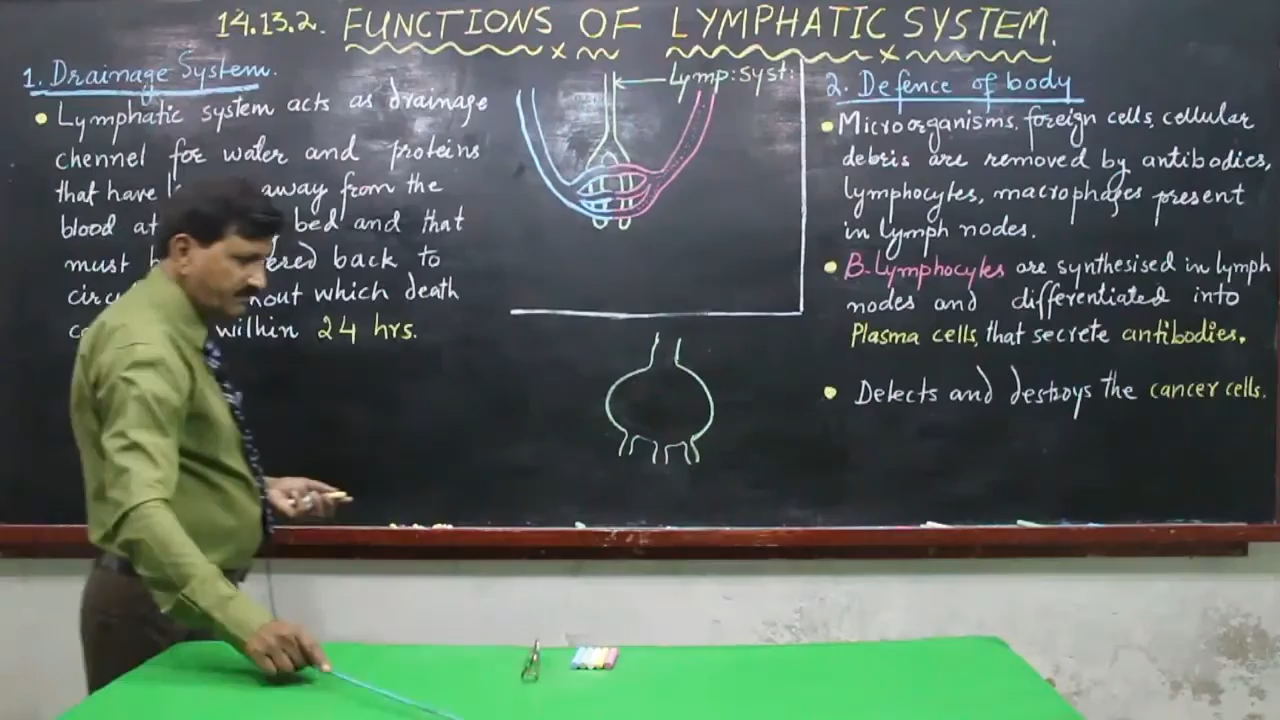 14.13.2. FUNCTIONS OF LYMPHATIC SYSTEM.
1. Drainage System.
Lymphatic system acts as drainage
chennel for water and proteins
that have away from the
blood at bed and that
must back to
which death
within 24 hrs.
Lymp: syst:
2. Defence of body
Microorganisms, foreign cells, cellular
debris are removed by antibodies,
lymphocytes, macrophages present
in lymph nodes.
B-Lymphocytes are synthesised in lymph
nodes and differentiated into
Plasma cells, that secrete antibodies.
Detects and destroys the cancer cells.